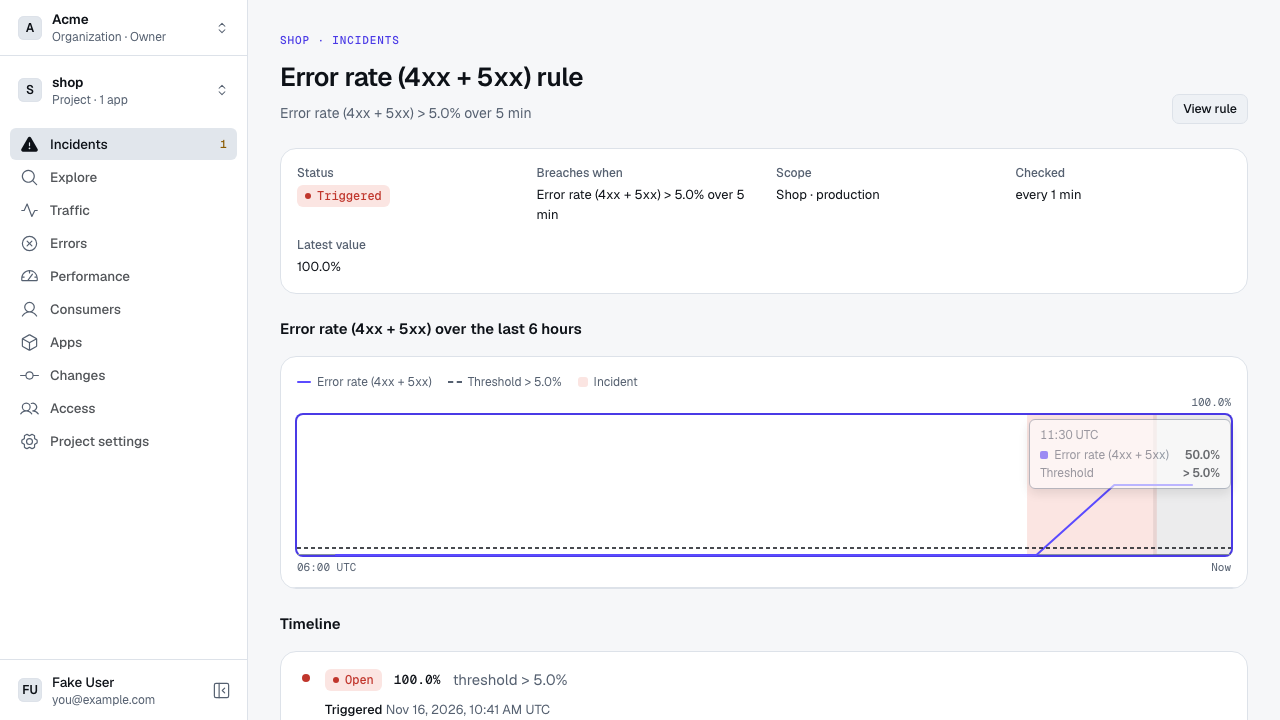 A
Acme
Organization · Owner
S
shop
Project · 1 app
Incidents 1
Explore
Traffic
Errors
Performance
Consumers
Apps
Changes
Access
Project settings
FU
Fake User
you@example.com
SHOP · INCIDENTS
Error rate (4xx + 5xx) rule
Error rate (4xx + 5xx) > 5.0% over 5 min
View rule
Status
Triggered
Breaches when
Error rate (4xx + 5xx) > 5.0% over 5
min
Scope
Shop · production
Checked
every 1 min
Latest value
100.0%
Error rate (4xx + 5xx) over the last 6 hours
Error rate (4xx + 5xx) Threshold > 5.0% Incident
100.0%
11:30 UTC
Error rate (4xx + 5xx) 50.0%
Threshold > 5.0%
06:00 UTC Now
Timeline
Open 100.0% threshold > 5.0%
Triggered Nov 16, 2026, 10:41 AM UTC